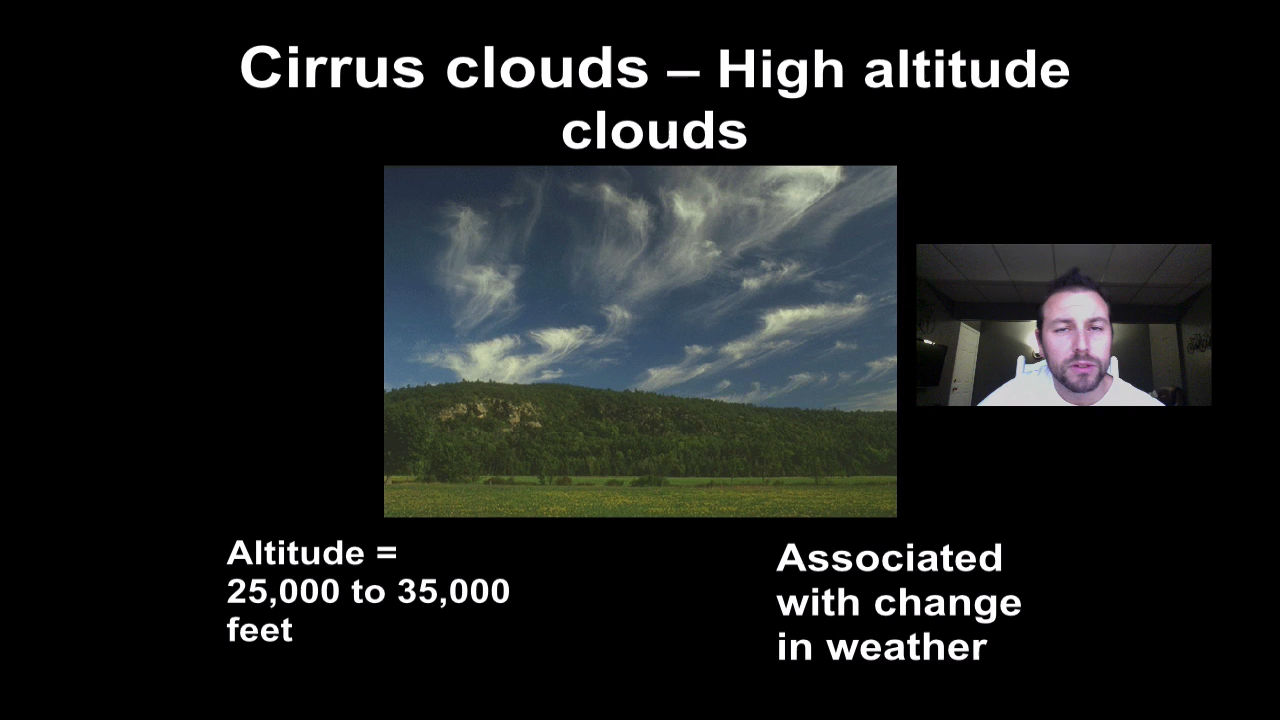 Cirrus clouds – High altitude
clouds
Altitude =
25,000 to 35,000
feet
Associated
with change
in weather